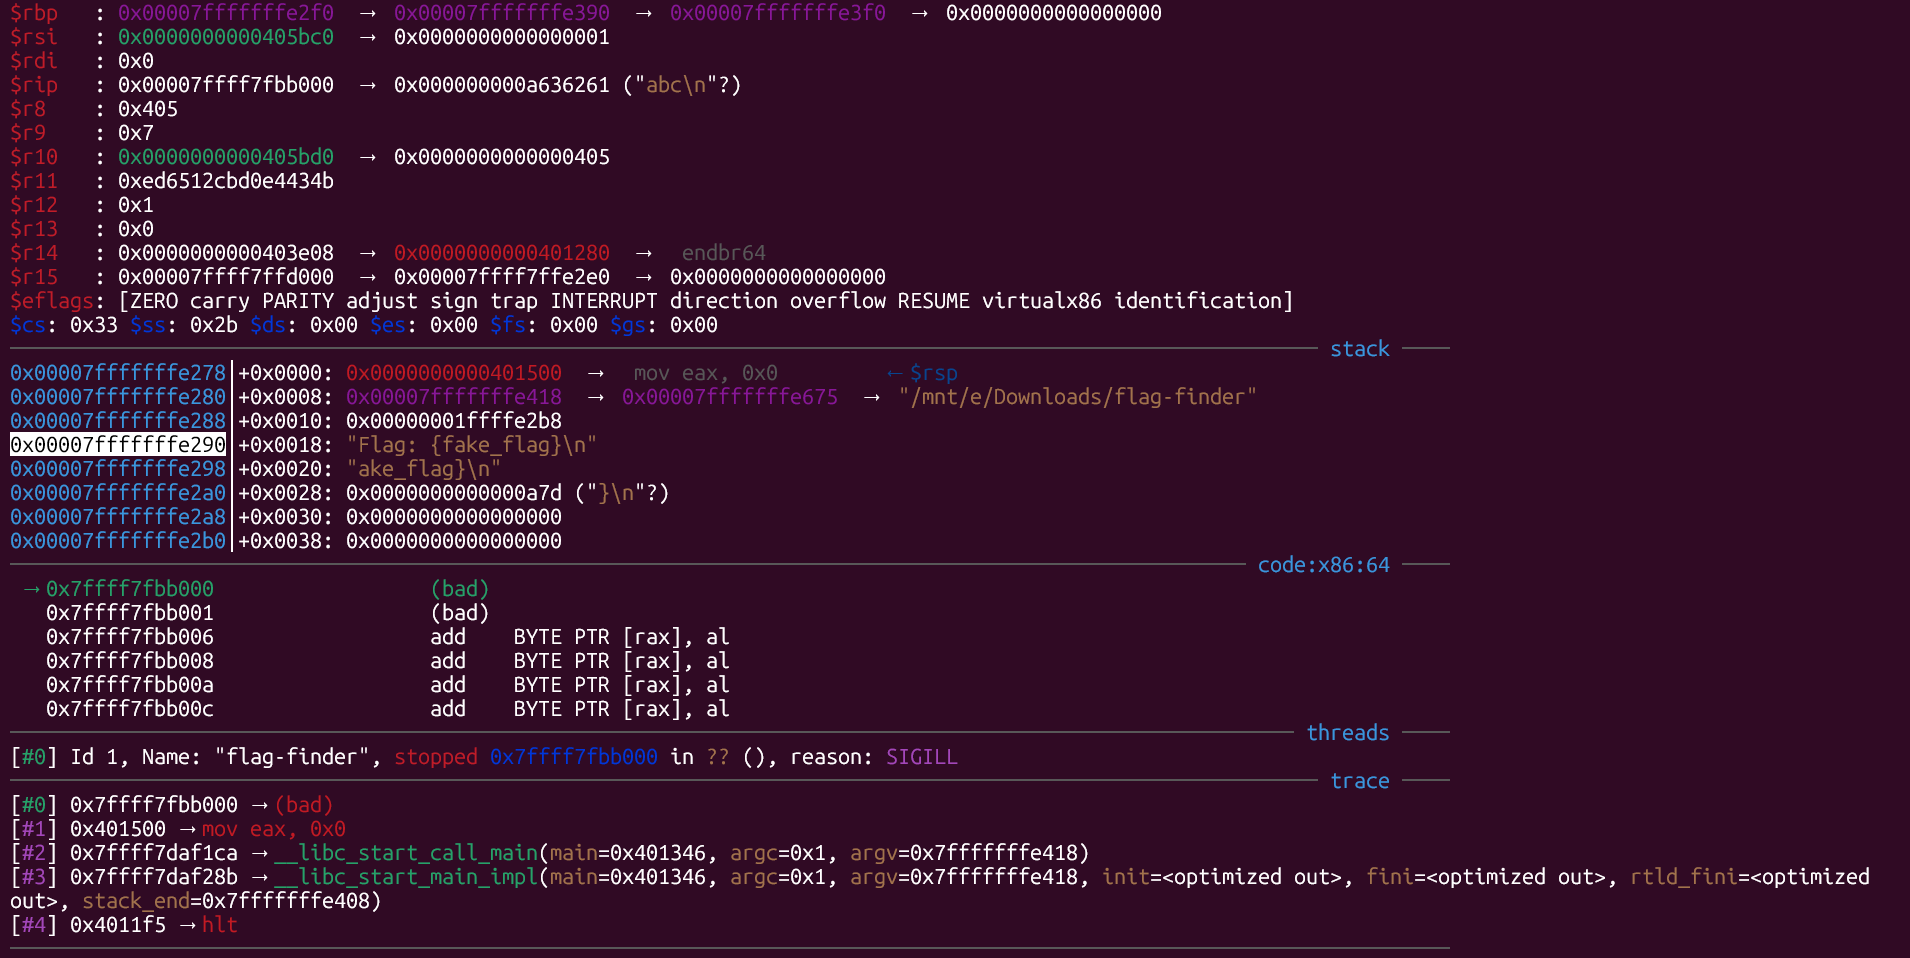 $rbp   : 0x00007fffffffe2f0  →  0x00007fffffffe390  →  0x00007fffffffe3f0  →  0x0000000000000000
$rsi   : 0x0000000000405bc0  →  0x0000000000000001
$rdi   : 0x0
$rip   : 0x00007ffff7fbb000  →  0x000000000a636261 ("abc\n"?)
$r8    : 0x405
$r9    : 0x7
$r10   : 0x0000000000405bd0  →  0x0000000000000405
$r11   : 0xed6512cbd0e4434b
$r12   : 0x1
$r13   : 0x0
$r14   : 0x0000000000403e08  →  0x0000000000401280  →  endbr64
$r15   : 0x00007ffff7ffd000  →  0x00007ffff7ffe2e0  →  0x0000000000000000
$eflags: [ZERO carry PARITY adjust sign trap INTERRUPT direction overflow RESUME virtualx86 identification]
$cs: 0x33 $ss: 0x2b $ds: 0x00 $es: 0x00 $fs: 0x00 $gs: 0x00
stack
0x00007fffffffe278│+0x0000: 0x0000000000401500  →  mov eax, 0x0  ← $rsp
0x00007fffffffe280│+0x0008: 0x00007fffffffe418  →  0x00007fffffffe675  →  "/mnt/e/Downloads/flag-finder"
0x00007fffffffe288│+0x0010: 0x00000001ffffe2b8
0x00007fffffffe290│+0x0018: "Flag: {fake_flag}\n"
0x00007fffffffe298│+0x0020: "ake_flag}\n"
0x00007fffffffe2a0│+0x0028: 0x0000000000000a7d ("}\n"?)
0x00007fffffffe2a8│+0x0030: 0x0000000000000000
0x00007fffffffe2b0│+0x0038: 0x0000000000000000
code:x86:64
→ 0x7ffff7fbb000                  (bad)
0x7ffff7fbb001                  (bad)
0x7ffff7fbb006                  add    BYTE PTR [rax], al
0x7ffff7fbb008                  add    BYTE PTR [rax], al
0x7ffff7fbb00a                  add    BYTE PTR [rax], al
0x7ffff7fbb00c                  add    BYTE PTR [rax], al
threads
[#0] Id 1, Name: "flag-finder", stopped 0x7ffff7fbb000 in ?? (), reason: SIGILL
trace
[#0] 0x7ffff7fbb000 → (bad)
[#1] 0x401500 → mov eax, 0x0
[#2] 0x7ffff7daf1ca → __libc_start_call_main(main=0x401346, argc=0x1, argv=0x7fffffffe418)
[#3] 0x7ffff7daf28b → __libc_start_main_impl(main=0x401346, argc=0x1, argv=0x7fffffffe418, init=<optimized out>, fini=<optimized out>, rtld_fini=<optimized
out>, stack_end=0x7fffffffe408)
[#4] 0x4011f5 → hlt